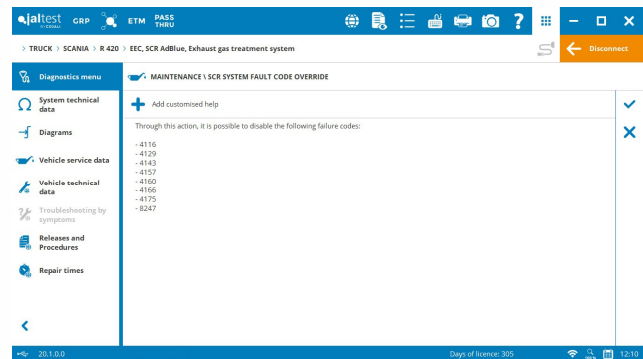 jaltest
BY COJALI
GRP
ETM
PASS
THRU
?
> TRUCK > SCANIA > R 420 > EEC, SCR AdBlue, Exhaust gas treatment system
Disconnect
Diagnostics menu
MAINTENANCE \ SCR SYSTEM FAULT CODE OVERRIDE
System technical
data
Diagrams
Vehicle service data
Vehicle technical
data
Troubleshooting by
symptoms
Releases and
Procedures
Repair times
Add customised help
Through this action, it is possible to disable the following failure codes:
- 4116
- 4129
- 4143
- 4157
- 4160
- 4166
- 4175
- 8247
20.1.0.0
Days of licence: 305
100 %
12:10